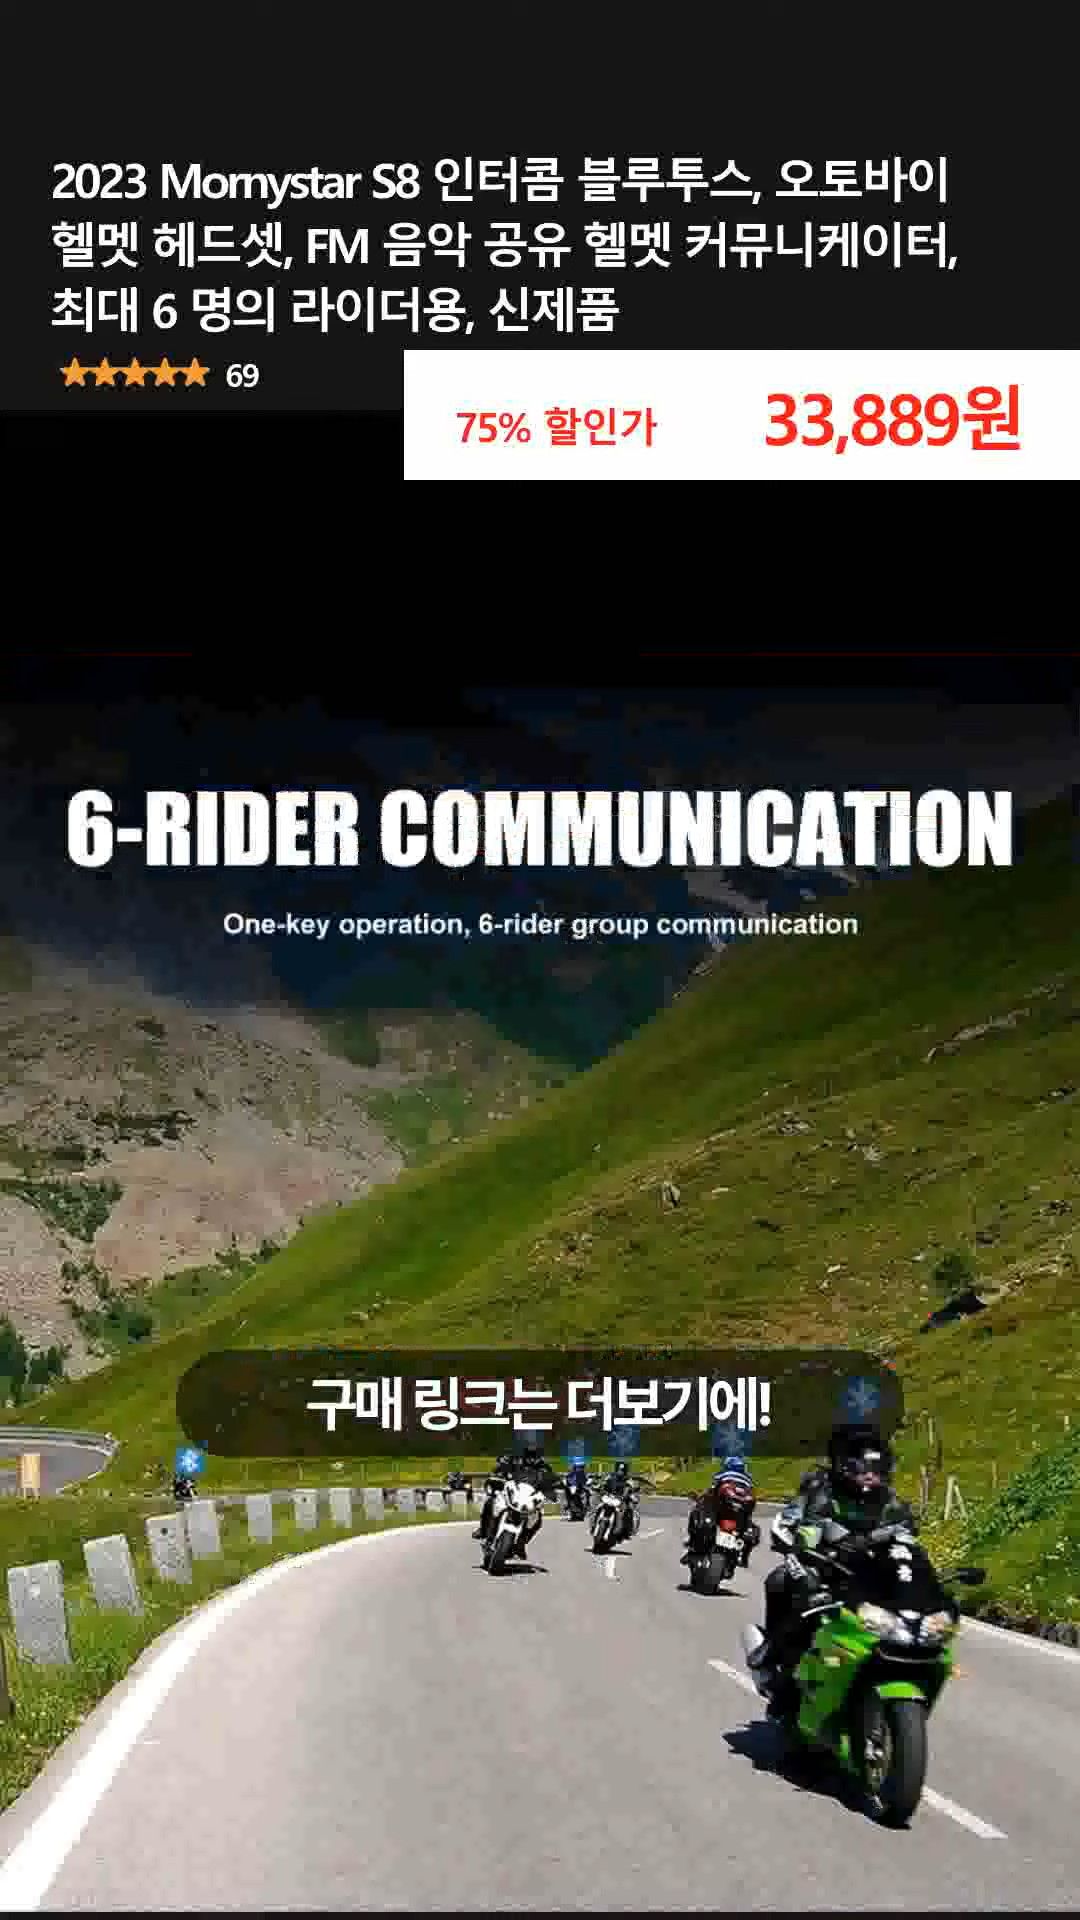 2023 Mornystar S8 인터콤 블루투스, 오토바이
헬멧 헤드셋, FM 음악 공유 헬멧 커뮤니케이터,
최대 6 명의 라이더용, 신제품
69
75% 할인가 33,889원
6-RIDER COMMUNICATION
One-key operation, 6-rider group communication
구매 링크는 더보기에!